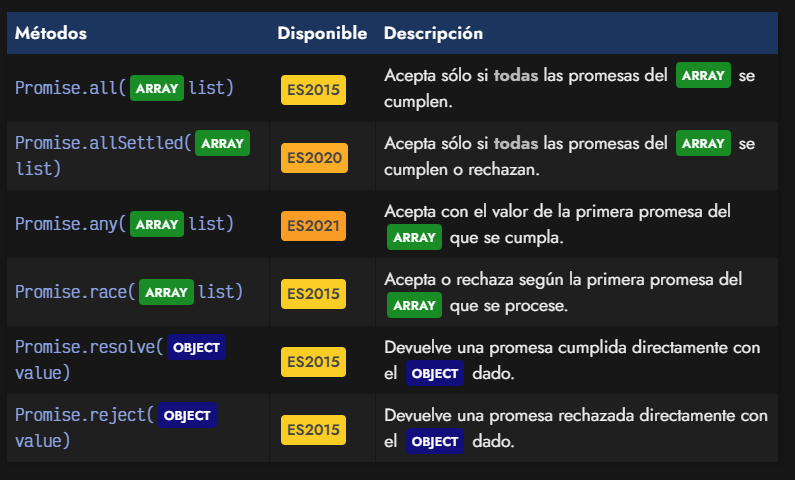 Métodos Disponible Descripción
Promise.all( ARRAY list) ES2015 Acepta sólo si todas las promesas del ARRAY se
cumplen.
Promise.allSettled( ARRAY
list) ES2020 Acepta sólo si todas las promesas del ARRAY se
cumplen o rechazan.
Promise.any( ARRAY list) ES2021 Acepta con el valor de la primera promesa del
ARRAY que se cumpla.
Promise.race( ARRAY list) ES2015 Acepta o rechaza según la primera promesa del
ARRAY que se procese.
Promise.resolve( OBJECT
value) ES2015 Devuelve una promesa cumplida directamente con
el OBJECT dado.
Promise.reject( OBJECT
value) ES2015 Devuelve una promesa rechazada directamente con
el OBJECT dado.